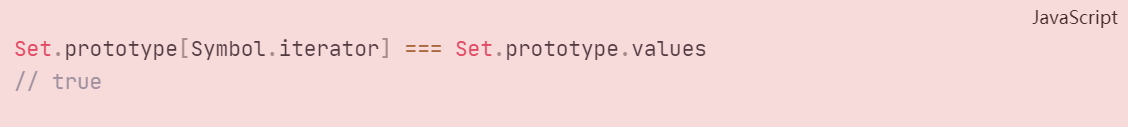 JavaScript
Set.prototype[Symbol.iterator] === Set.prototype.values
// true